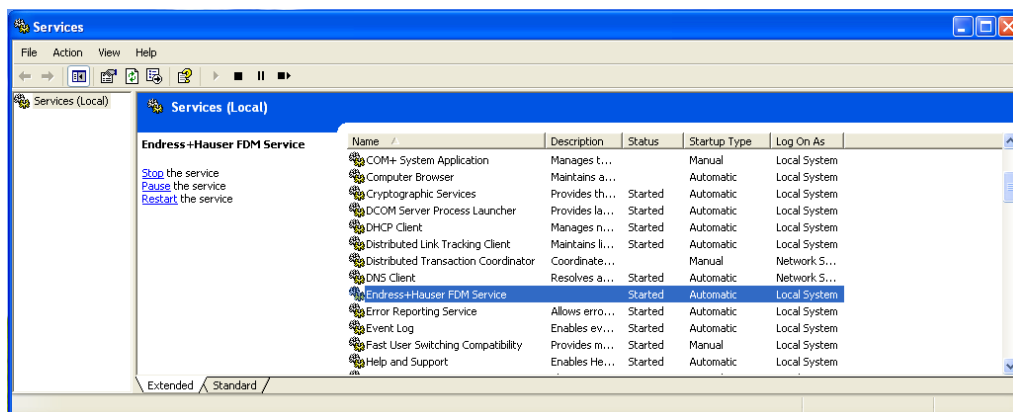 Services
File Action View Help
Services (Local)
Services (Local)
Endress+Hauser FDM Service
Stop the service
Pause the service
Restart the service
Name Description Status Startup Type Log On As
COM+ System Application Manages t... Manual Local System
Computer Browser Maintains a... Automatic Local System
Cryptographic Services Provides th... Started Automatic Local System
DCOM Server Process Launcher Provides la... Started Automatic Local System
DHCP Client Manages n... Started Automatic Local System
Distributed Link Tracking Client Maintains li... Started Automatic Local System
Distributed Transaction Coordinator Coordinate... Manual Network S...
DNS Client Resolves a... Started Automatic Network S...
Endress+Hauser FDM Service Started Automatic Local System
Error Reporting Service Allows erro... Started Automatic Local System
Event Log Enables ev... Started Automatic Local System
Fast User Switching Compatibility Provides m... Started Manual Local System
Help and Support Enables He... Started Automatic Local System
Extended Standard